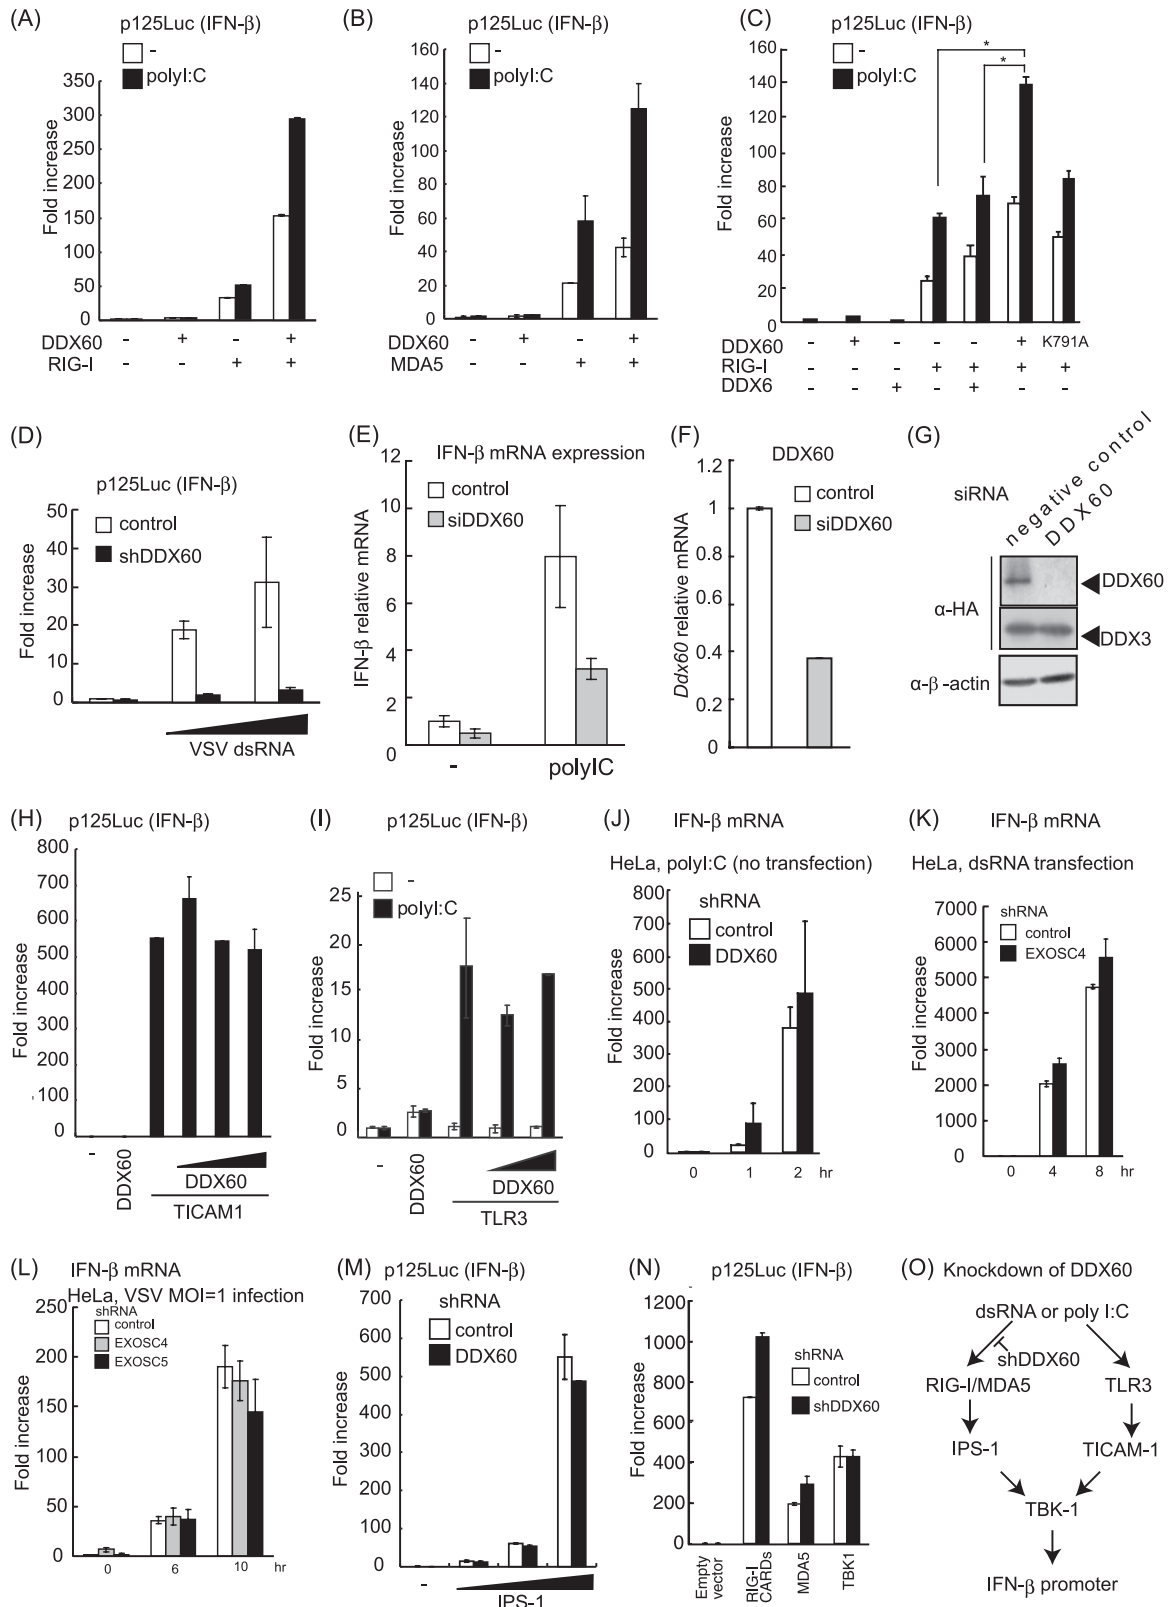 (A)
p125Luc (IFN-β)
-
polyI:C
Fold increase
350
300
250
200
150
100
50
0
DDX60 - + - +
RIG-I - - + +
(B)
p125Luc (IFN-β)
-
polyI:C
Fold increase
160
140
120
100
80
60
40
20
0
DDX60 - + - +
MDA5 - - + +
(C)
p125Luc (IFN-β)
-
polyI:C
* *
Fold increase
160
140
120
100
80
60
40
20
0
DDX60 - + - - - + K791A
RIG-I - - - + + + +
DDX6 - - + - + - -
(D)
p125Luc (IFN-β)
control
shDDX60
Fold increase
50
40
30
20
10
0
VSV dsRNA
(E)
IFN-β mRNA expression
control
siDDX60
IFN-β relative mRNA
12
10
8
6
4
2
0
- polyIC
(F)
DDX60
control
siDDX60
Ddx60 relative mRNA
1.2
1
0.8
0.6
0.4
0.2
0
(G)
siRNA
negative control
DDX60
α-HA
DDX60
DDX3
α-β-actin
(H)
p125Luc (IFN-β)
Fold increase
800
700
600
500
400
300
200
100
0
- DDX60 DDX60
TICAM1
(I)
p125Luc (IFN-β)
-
polyI:C
Fold increase
25
20
15
10
5
0
- DDX60 DDX60
TLR3
(J)
IFN-β mRNA
HeLa, polyI:C (no transfection)
shRNA
control
DDX60
Fold increase
800
700
600
500
400
300
200
100
0
0 1 2 hr
(K)
IFN-β mRNA
HeLa, dsRNA transfection
shRNA
control
EXOSC4
Fold increase
7000
6000
5000
4000
3000
2000
1000
0
0 4 8 hr
(L)
IFN-β mRNA
HeLa, VSV MOI=1 infection
shRNA
control
EXOSC4
EXOSC5
Fold increase
250
200
150
100
50
0
0 6 10 hr
(M)
p125Luc (IFN-β)
shRNA
control
DDX60
Fold increase
700
600
500
400
300
200
100
0
- IPS-1
(N)
p125Luc (IFN-β)
shRNA
control
shDDX60
Fold increase
1200
1000
800
600
400
200
0
Empty vector
RIG-I CARDs
MDA5
TBK1
(O)
Knockdown of DDX60
dsRNA or poly I:C
shDDX60
RIG-I/MDA5 TLR3
IPS-1 TICAM-1
TBK-1
IFN-β promoter